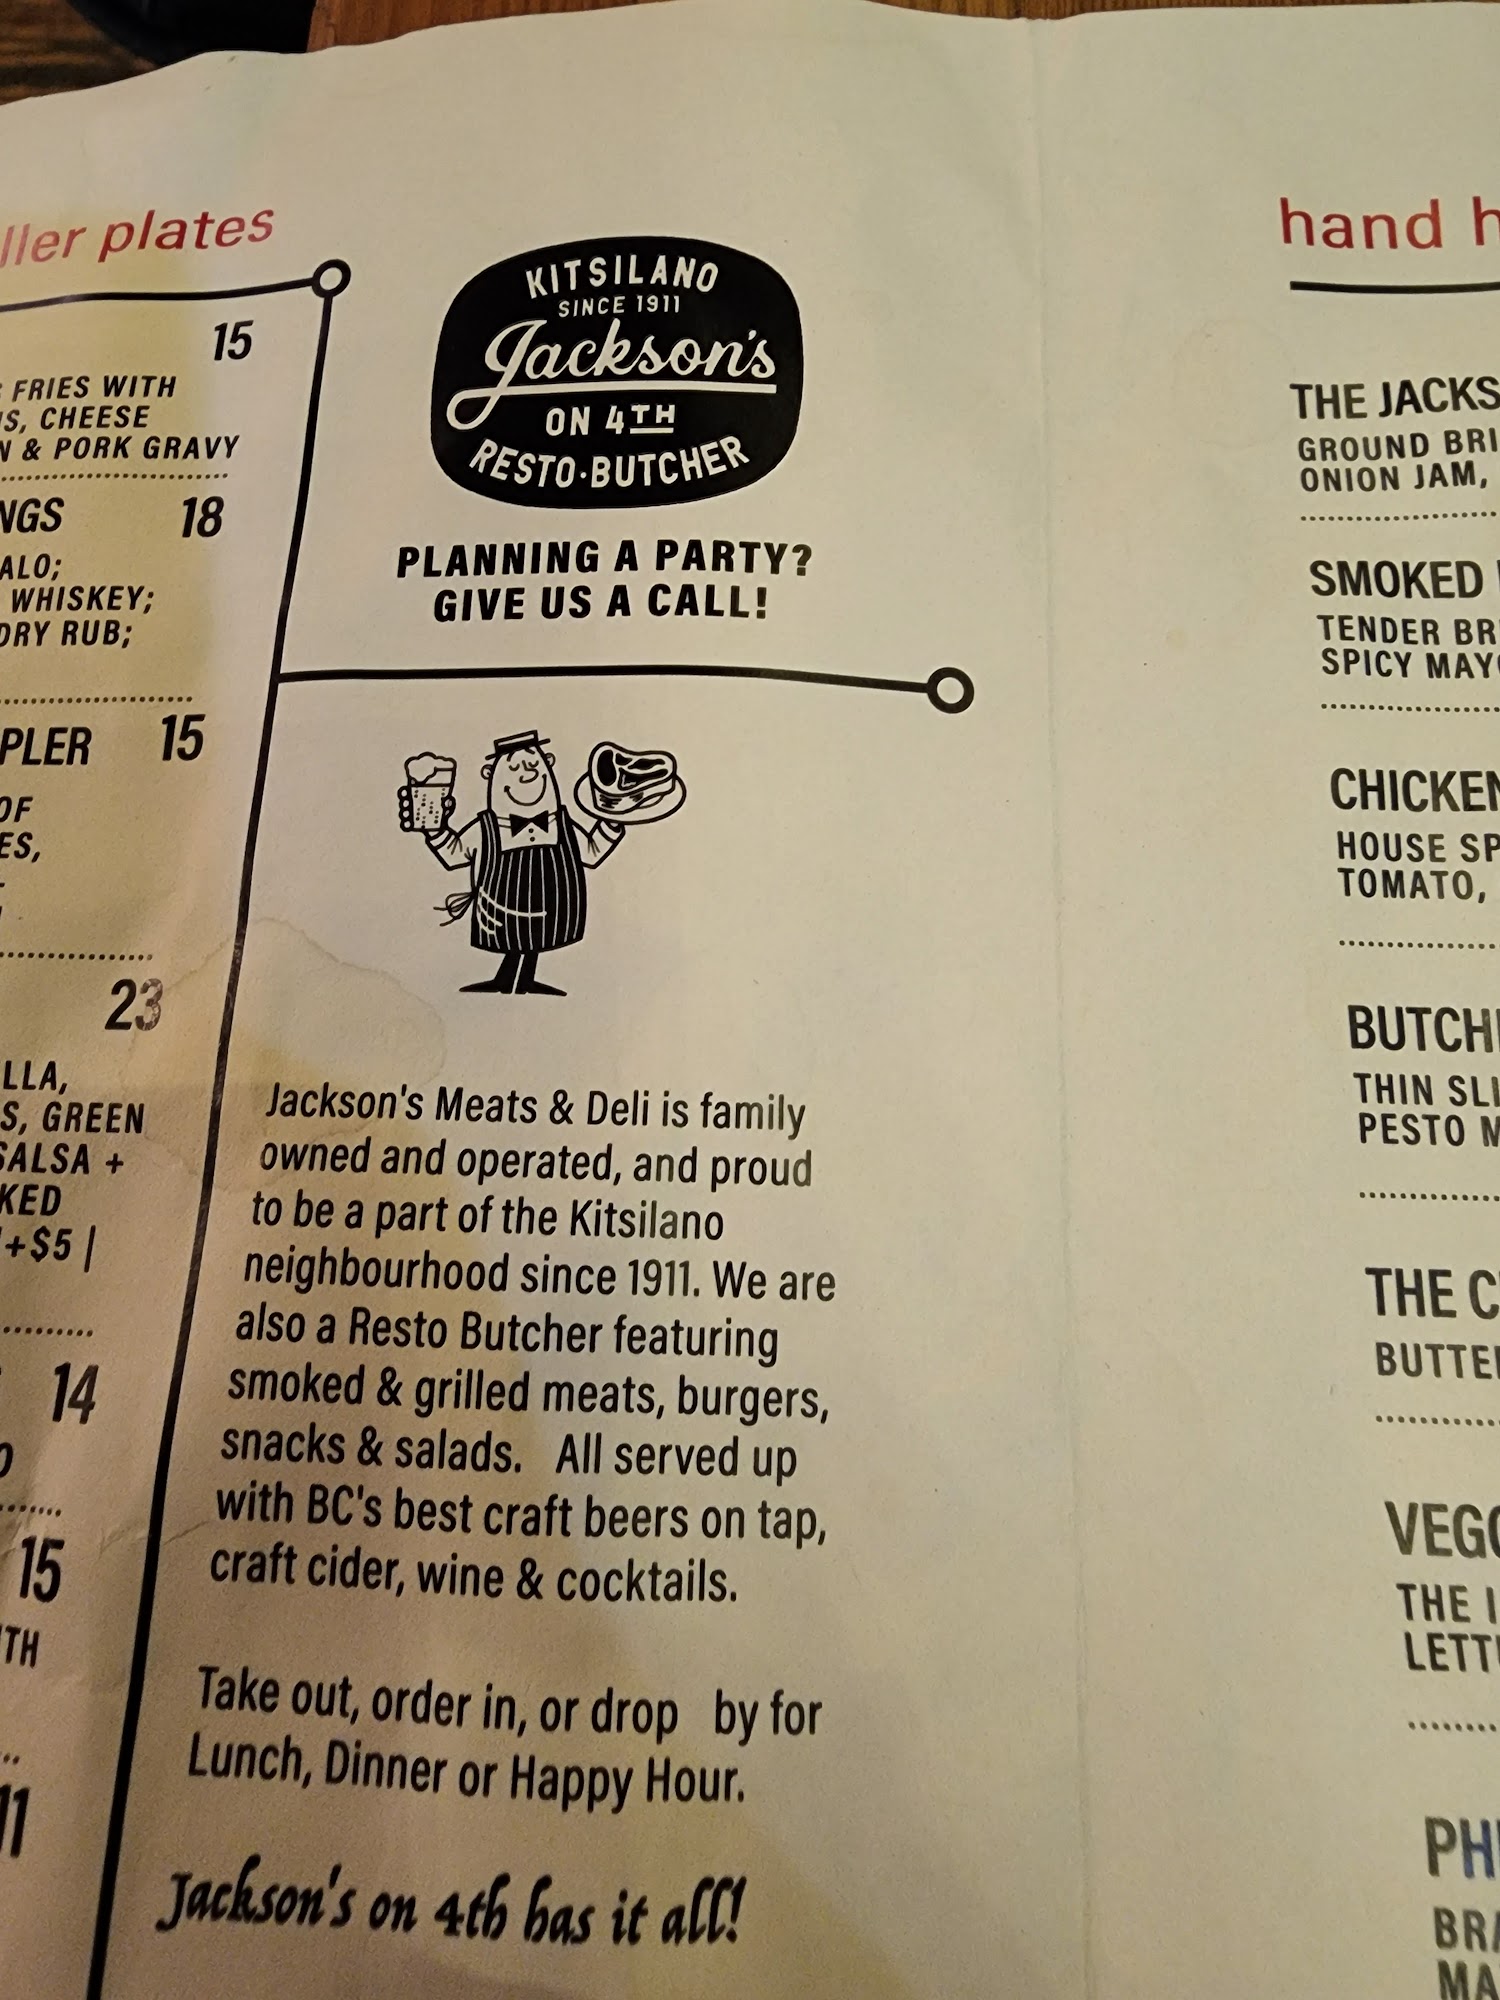 ller plates
15
FRIES WITH
S, CHEESE
N & PORK GRAVY
NGS 18
ALO;
WHISKEY;
DRY RUB;
PLER 15
OF
ES,
23
LLA,
S, GREEN
SALSA +
KED
+$5 |
14
15
TH
11
KITSILANO
SINCE 1911
Jackson's
ON 4TH
RESTO·BUTCHER
PLANNING A PARTY?
GIVE US A CALL!
Jackson's Meats & Deli is family
owned and operated, and proud
to be a part of the Kitsilano
neighbourhood since 1911. We are
also a Resto Butcher featuring
smoked & grilled meats, burgers,
snacks & salads. All served up
with BC's best craft beers on tap,
craft cider, wine & cocktails.
Take out, order in, or drop by for
Lunch, Dinner or Happy Hour.
Jackson's on 4th has it all!
hand h
THE JACKS
GROUND BRI
ONION JAM,
SMOKED
TENDER BR
SPICY MAYO
CHICKEN
HOUSE SP
TOMATO,
BUTCH
THIN SLI
PESTO M
THE C
BUTTE
VEGG
THE I
LETT
PH
BRA
MA